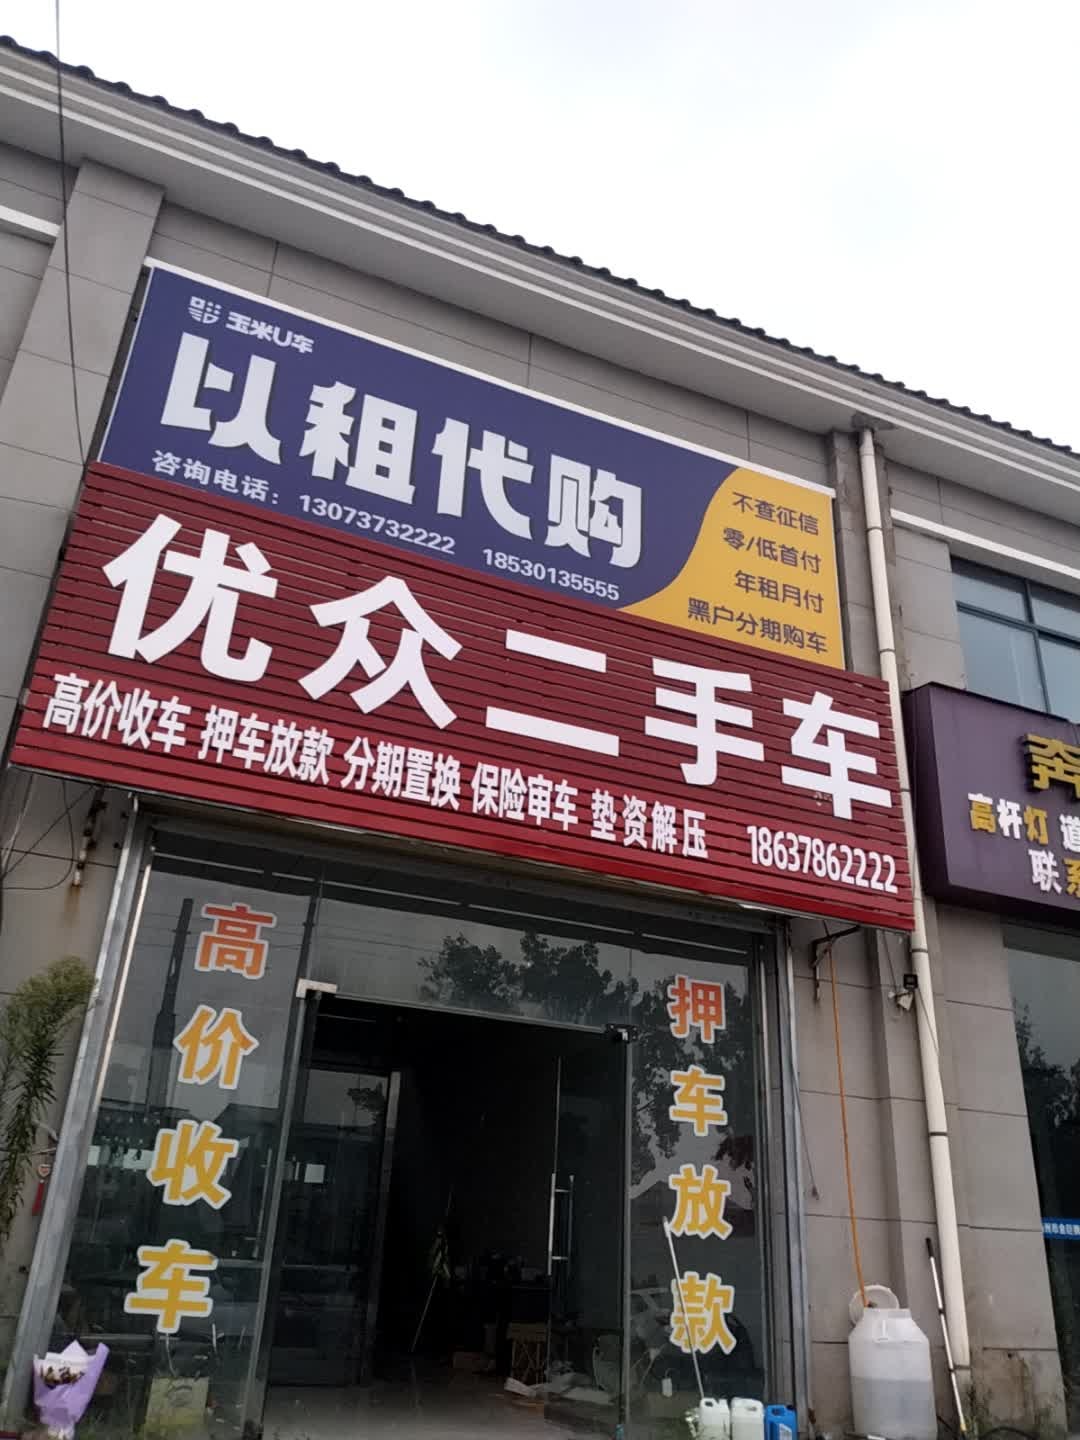 玉米U车
以租代购
咨询电话：13073732222 18530135555
不查征信
零/低首付
年租月付
黑户分期购车
优众二手车
高价收车 押车放款 分期置换 保险审车 垫资解压 18637862222
高价收车
押车放款
奔
高杆灯 道
联系